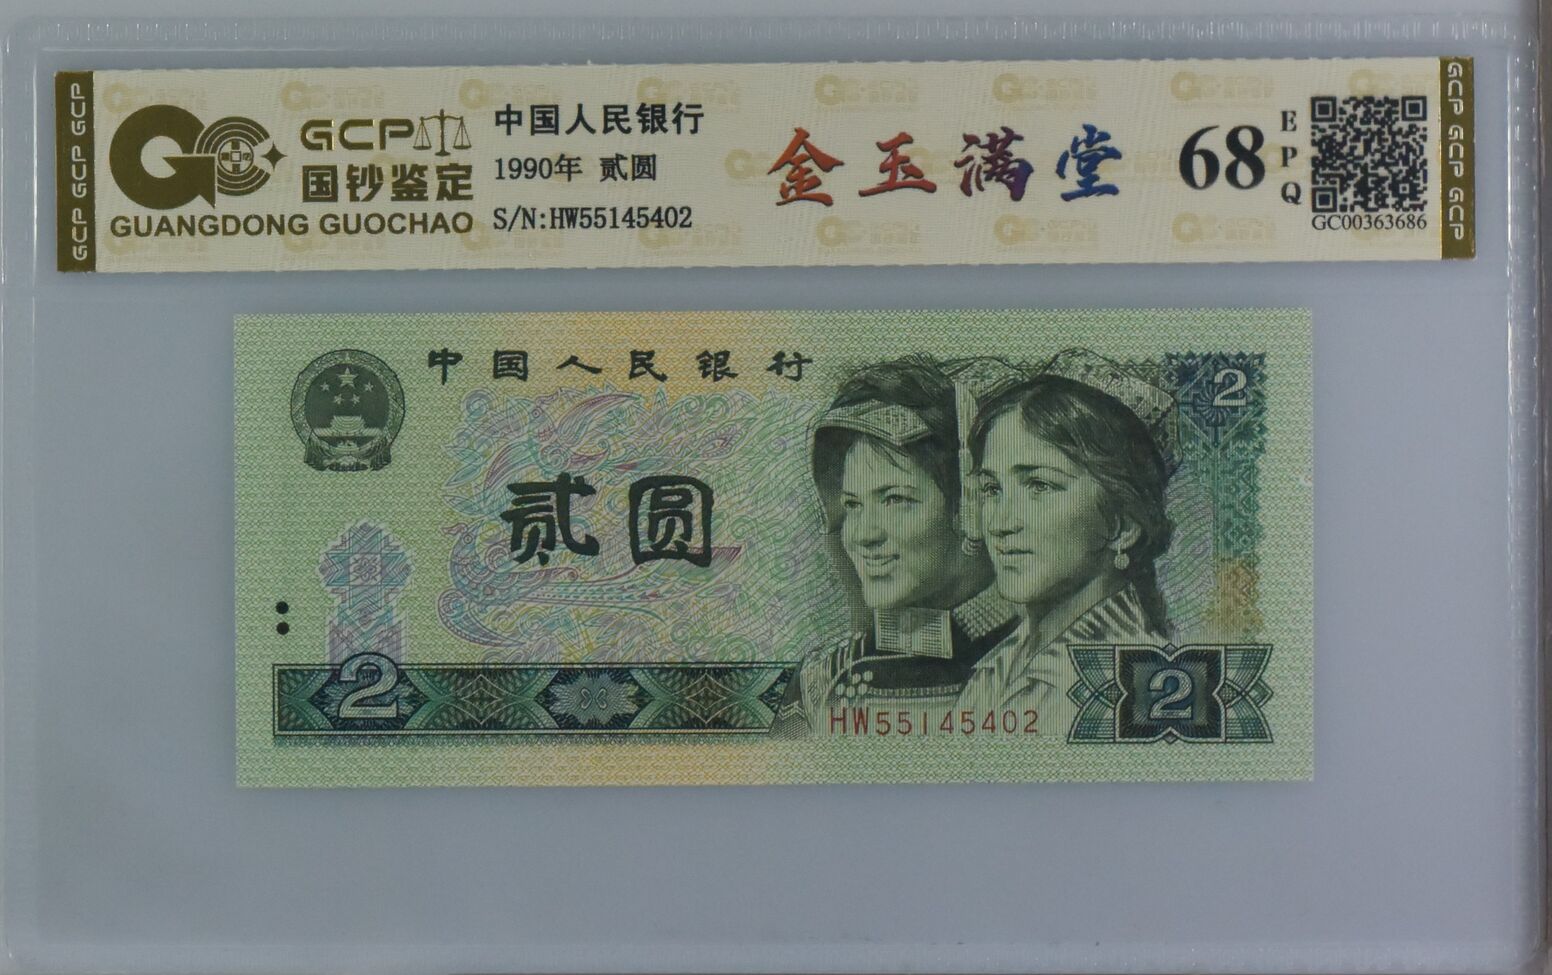 GCP GCP GCP
GCP
国钞鉴定
GUANGDONG GUOCHAO
中国人民银行
1990年 贰圆
S/N:HW55145402
金玉满堂
68
EPQ
GC00363686
GCP GCP GCP
中国人民银行
2
贰圆
2
HW55145402
2